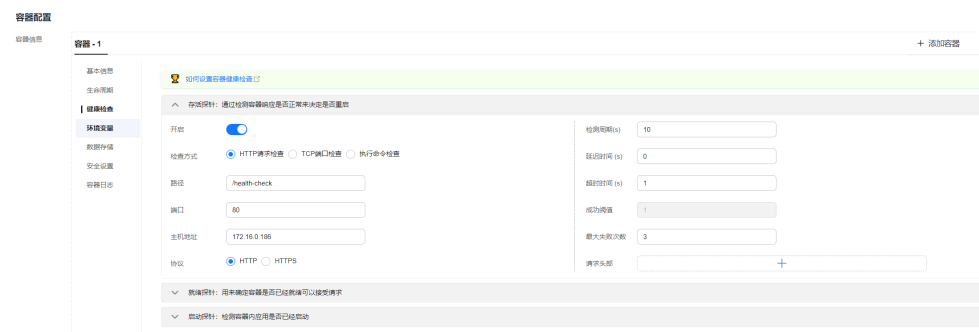 容器配置
容器信息
容器 - 1
+ 添加容器
基本信息
生命周期
健康检查
环境变量
数据存储
安全设置
容器日志
如何设置容器健康检查
存活探针：通过检测容器响应是否正常来决定是否重启
开启
检查方式
HTTP请求检查 TCP端口检查 执行命令检查
路径
/health-check
端口
80
主机地址
172.16.0.186
协议
HTTP HTTPS
检测周期(s)
10
延迟时间 (s)
0
超时时间 (s)
1
成功阈值
1
最大失败次数
3
请求头部
+
就绪探针：用来确定容器是否已经就绪可以接受请求
启动探针：检测容器内应用是否已经启动